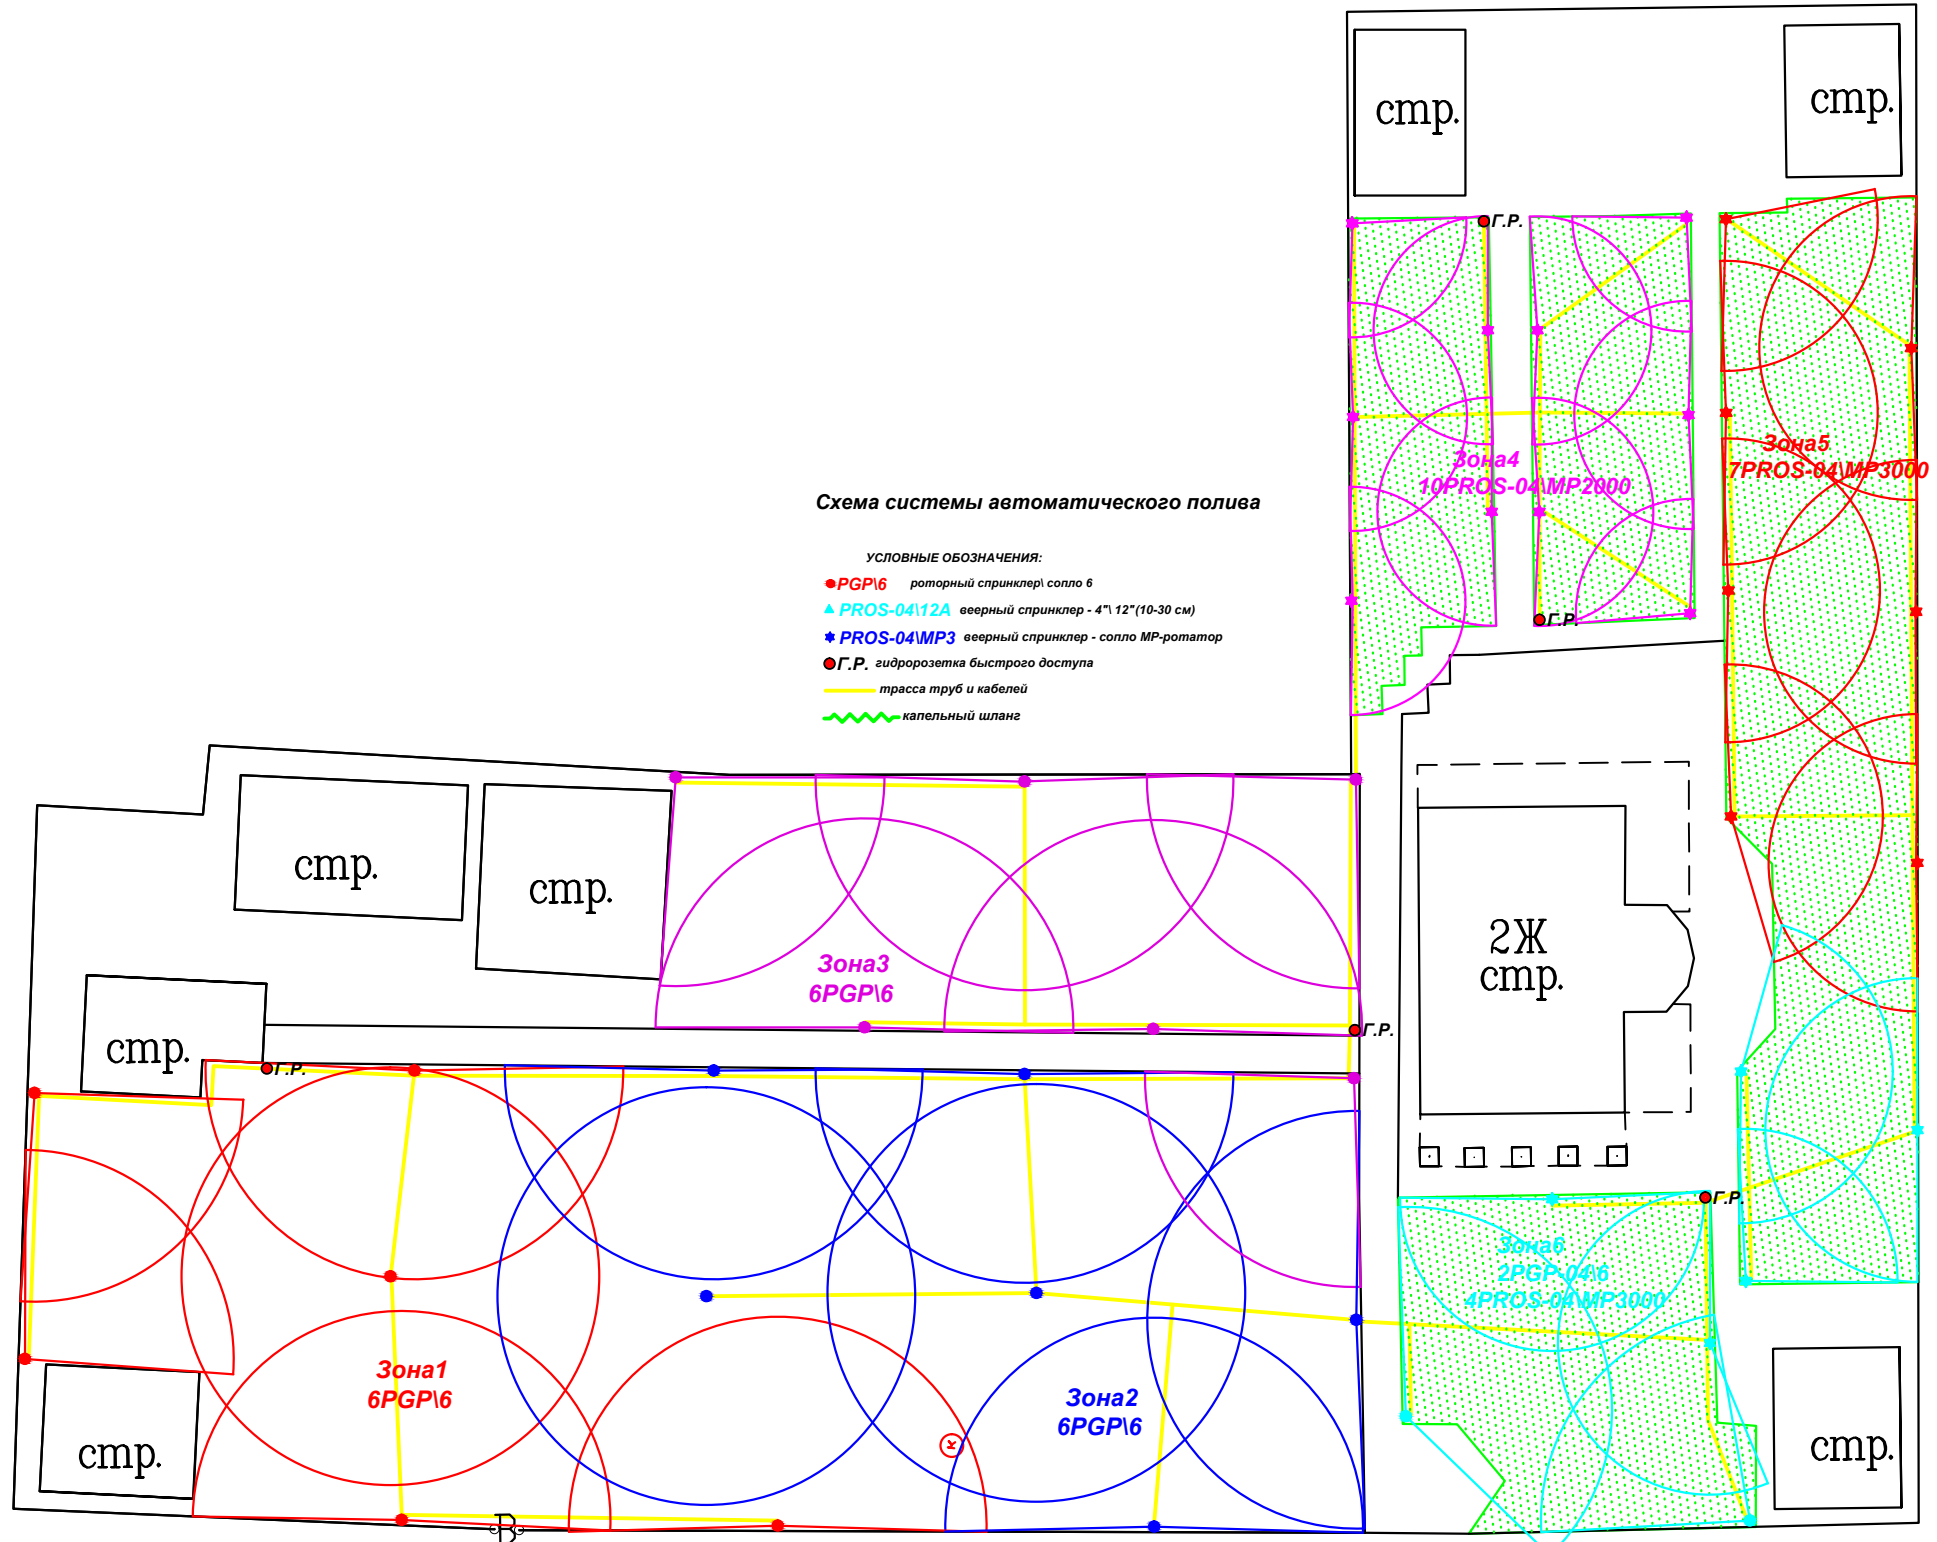 стр.
стр.
Г.Р.
Зона4
10PROS-04\MP2000
Зона5
7PROS-04\MP3000
Схема системы автоматического полива
УСЛОВНЫЕ ОБОЗНАЧЕНИЯ:
PGP\6 роторный спринклер\ сопло 6
PROS-04\12A веерный спринклер - 4"\ 12"(10-30 см)
PROS-04\MP3 веерный спринклер - сопло МР-ротатор
Г.Р. гидророзетка быстрого доступа
трасса труб и кабелей
капельный шланг
Г.Р.
стр.
стр.
Зона3
6PGP\6
2Ж
стр.
Г.Р.
стр.
Г.Р.
Г.Р.
Зона6
2PGP-04\6
4PROS-04\MP3000
Зона1
6PGP\6
Зона2
6PGP\6
к
стр.
стр.
В